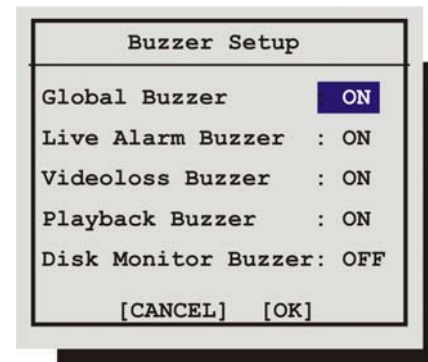 Buzzer Setup
Global Buzzer : ON
Live Alarm Buzzer : ON
Videoloss Buzzer : ON
Playback Buzzer : ON
Disk Monitor Buzzer: OFF
[CANCEL] [OK]